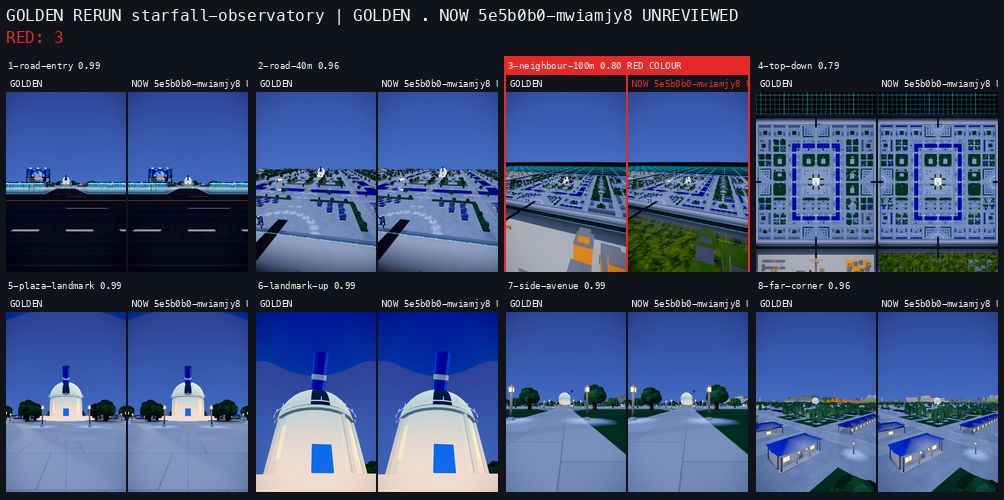 GOLDEN RERUN starfall-observatory | GOLDEN . NOW 5e5b0b0-mwiamjy8 UNREVIEWED
RED: 3
1-road-entry 0.99
GOLDEN NOW 5e5b0b0-mwiamjy8 U
2-road-40m 0.96
GOLDEN NOW 5e5b0b0-mwiamjy8 U
3-neighbour-100m 0.80 RED COLOUR
GOLDEN NOW 5e5b0b0-mwiamjy8 U
4-top-down 0.79
GOLDEN NOW 5e5b0b0-mwiamjy8 U
5-plaza-landmark 0.99
GOLDEN NOW 5e5b0b0-mwiamjy8 U
6-landmark-up 0.99
GOLDEN NOW 5e5b0b0-mwiamjy8 U
7-side-avenue 0.99
GOLDEN NOW 5e5b0b0-mwiamjy8 U
8-far-corner 0.96
GOLDEN NOW 5e5b0b0-mwiamjy8 U